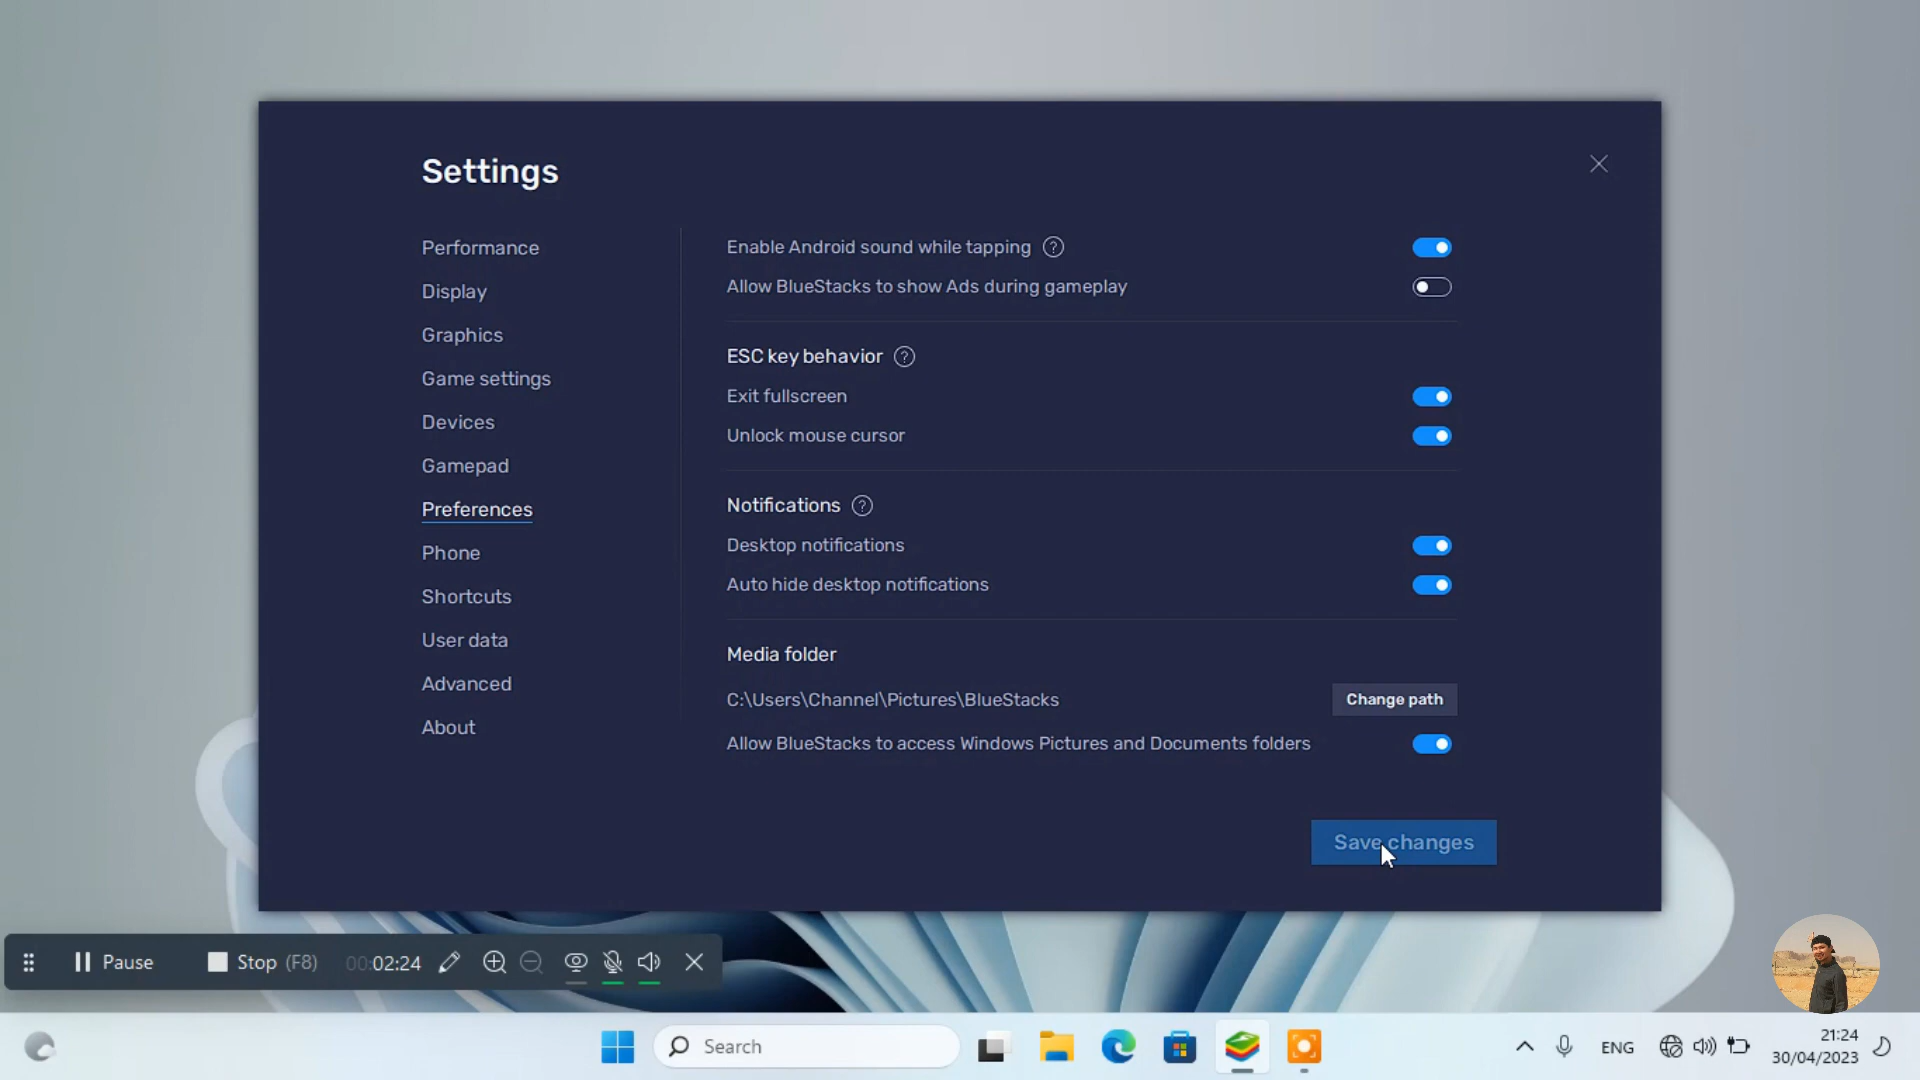 Settings
Performance
Display
Graphics
Game settings
Devices
Gamepad
Preferences
Phone
Shortcuts
User data
Advanced
About
Enable Android sound while tapping ?
Allow BlueStacks to show Ads during gameplay
ESC key behavior ?
Exit fullscreen
Unlock mouse cursor
Notifications ?
Desktop notifications
Auto hide desktop notifications
Media folder
C:\Users\Channel\Pictures\BlueStacks
Change path
Allow BlueStacks to access Windows Pictures and Documents folders
Save changes
Pause Stop (F8) 00:02:24
Search
ENG
21:24
30/04/2023